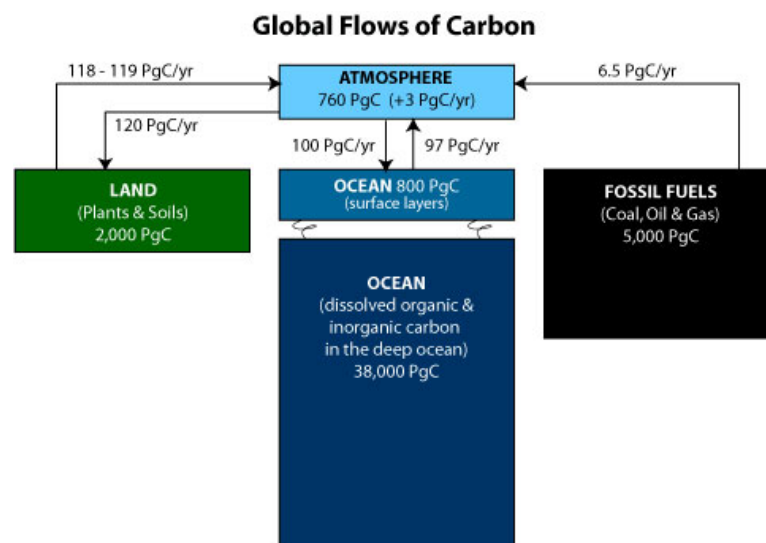 Global Flows of Carbon
118 - 119 PgC/yr
ATMOSPHERE
760 PgC (+3 PgC/yr)
6.5 PgC/yr
120 PgC/yr
100 PgC/yr
97 PgC/yr
LAND
(Plants & Soils)
2,000 PgC
OCEAN 800 PgC
(surface layers)
FOSSIL FUELS
(Coal, Oil & Gas)
5,000 PgC
OCEAN
(dissolved organic &
inorganic carbon
in the deep ocean)
38,000 PgC